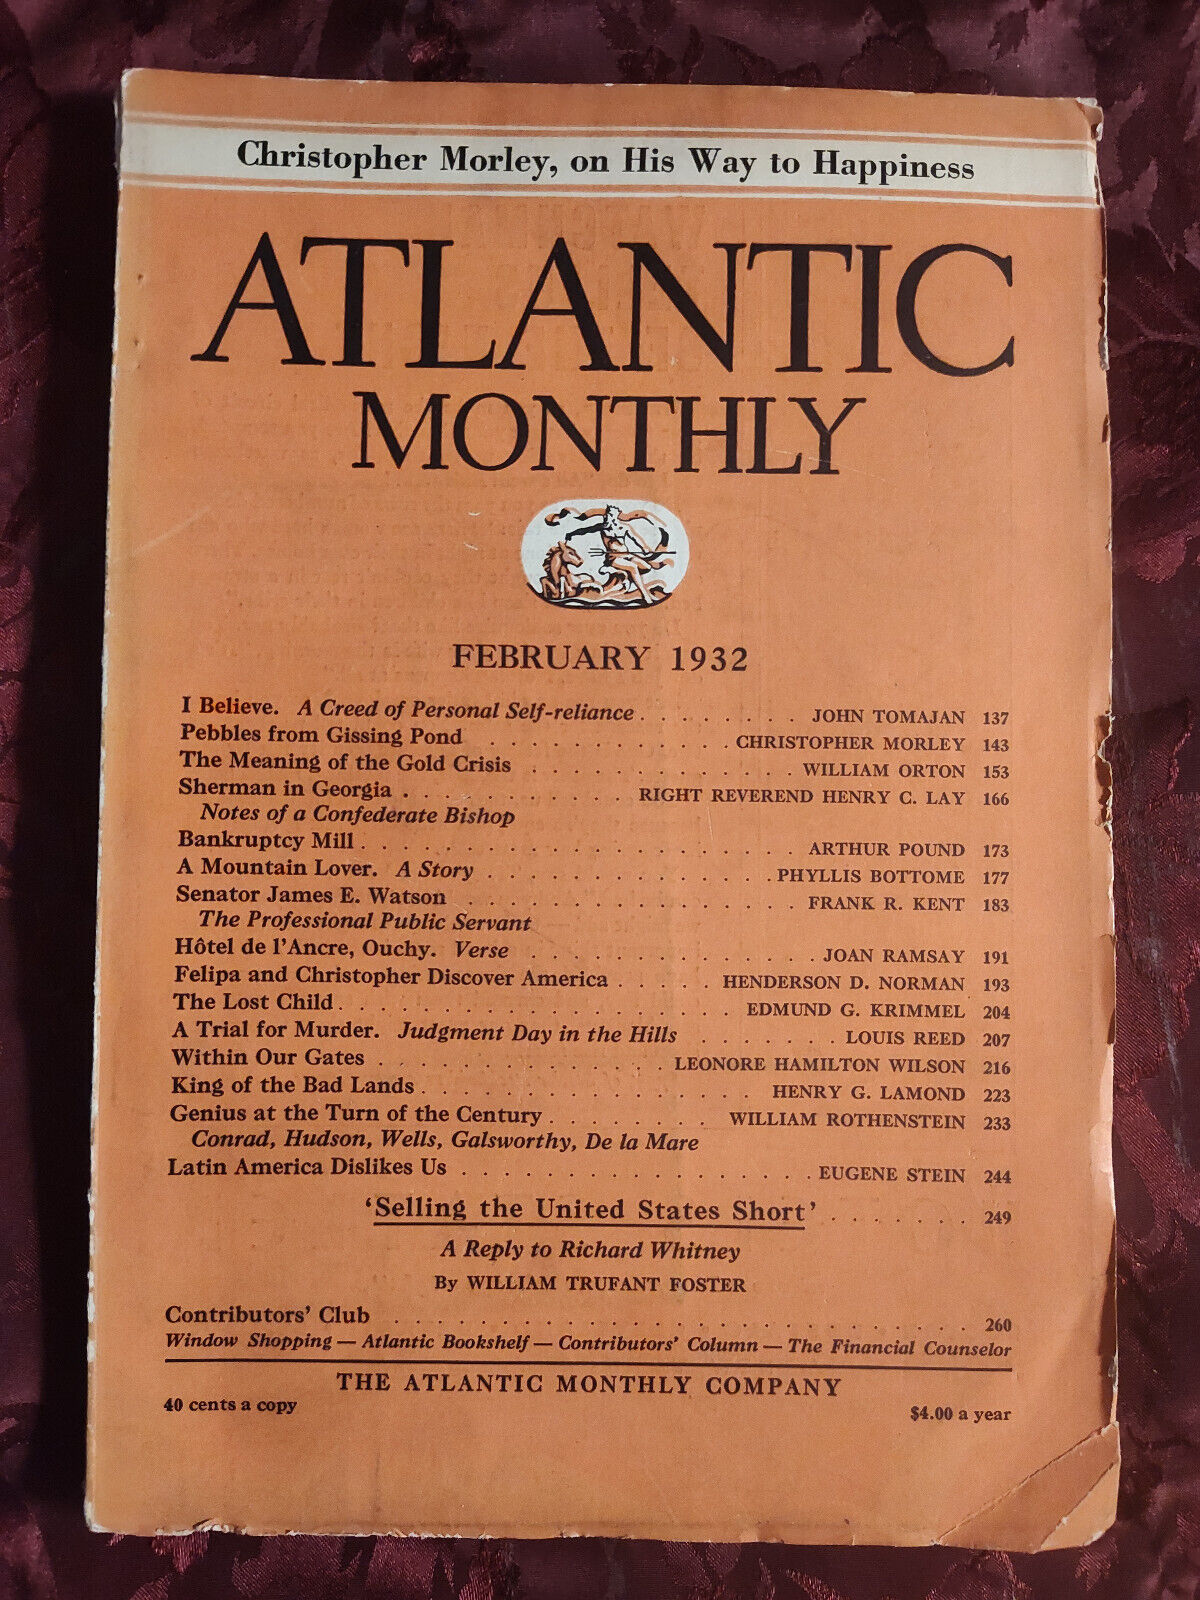 Christopher Morley, on His Way to Happiness
ATLANTIC
MONTHLY
FEBRUARY 1932
I Believe. A Creed of Personal Self-reliance . . . . . . . . JOHN TOMAJAN 137
Pebbles from Gissing Pond . . . . . . . . . . . . CHRISTOPHER MORLEY 143
The Meaning of the Gold Crisis . . . . . . . . . . . . . WILLIAM ORTON 153
Sherman in Georgia . . . . . . . . . . . RIGHT REVEREND HENRY C. LAY 166
Notes of a Confederate Bishop
Bankruptcy Mill . . . . . . . . . . . . . . . . . . . . . ARTHUR POUND 173
A Mountain Lover. A Story . . . . . . . . . . . . . . PHYLLIS BOTTOME 177
Senator James E. Watson . . . . . . . . . . . . . . . . FRANK R. KENT 183
The Professional Public Servant
Hôtel de l'Ancre, Ouchy. Verse . . . . . . . . . . . . . . JOAN RAMSAY 191
Felipa and Christopher Discover America . . . . . HENDERSON D. NORMAN 193
The Lost Child . . . . . . . . . . . . . . . . . . . EDMUND G. KRIMMEL 204
A Trial for Murder. Judgment Day in the Hills . . . . . . . LOUIS REED 207
Within Our Gates . . . . . . . . . . . . . . LEONORE HAMILTON WILSON 216
King of the Bad Lands . . . . . . . . . . . . . . . . HENRY G. LAMOND 223
Genius at the Turn of the Century . . . . . . . . WILLIAM ROTHENSTEIN 233
Conrad, Hudson, Wells, Galsworthy, De la Mare
Latin America Dislikes Us . . . . . . . . . . . . . . . . . EUGENE STEIN 244
'Selling the United States Short' . . . . . . . 249
A Reply to Richard Whitney
By WILLIAM TRUFANT FOSTER
Contributors' Club . . . . . . . . . . . . . . . . . . . . . . . . . . . . 260
Window Shopping — Atlantic Bookshelf — Contributors' Column — The Financial Counselor
THE ATLANTIC MONTHLY COMPANY
40 cents a copy
$4.00 a year